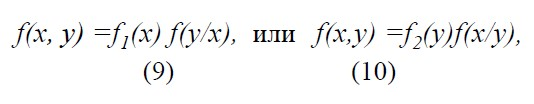 f(x, y) =f₁(x) f(y/x), или f(x,y) =f₂(y)f(x/y),
(9) (10)